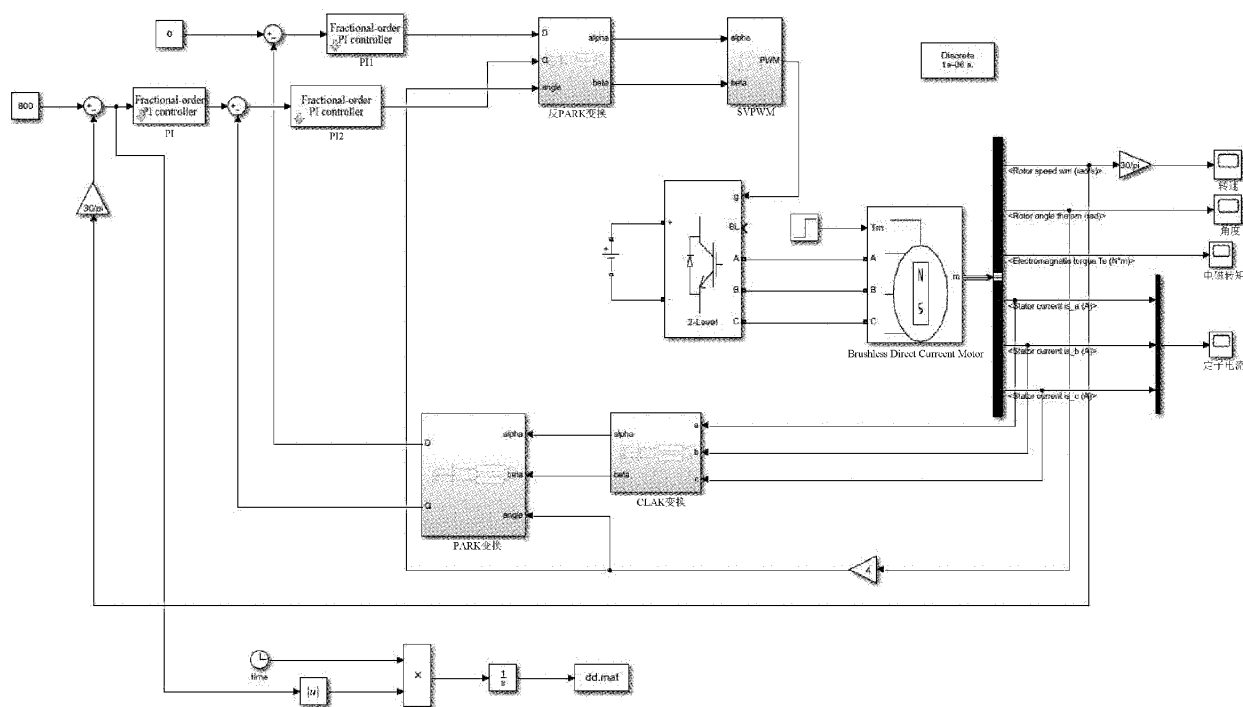 0
Fractional-order
PI controller
PI1
D
Q
angle
alpha
beta
反PARK变换
alpha
beta
PWM
SVPWM
Discrete
1e-06 s.
800
Fractional-order
PI controller
PI
Fractional-order
PI controller
PI2
30/pi
g
BL
A
B
C
+
-
2-Level
Tm
A
B
C
N
S
m
Brushless Direct Curreent Motor
<Rotor speed wm (rad/s)>
30/pi
转速
<Rotor angle thetam (rad)>
角度
<Electromagnetic torque Te (N*m)>
电磁转矩
<Stator current is_a (A)>
<Stator current is_b (A)>
定子电流
<Stator current is_c (A)>
D
Q
alpha
beta
angle
PARK变换
alpha
beta
a
b
c
CLAK变换
4
time
|u|
×
1
s
dd.mat